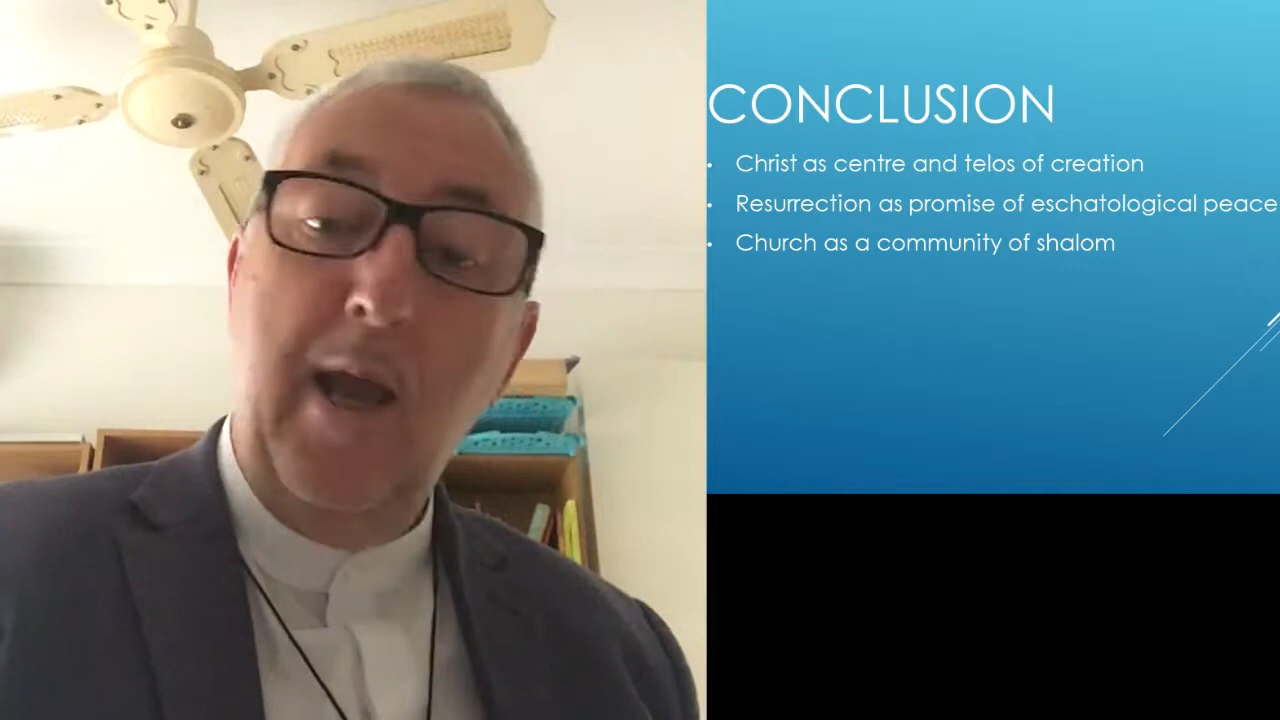 CONCLUSION
• Christ as centre and telos of creation
• Resurrection as promise of eschatological peace
• Church as a community of shalom